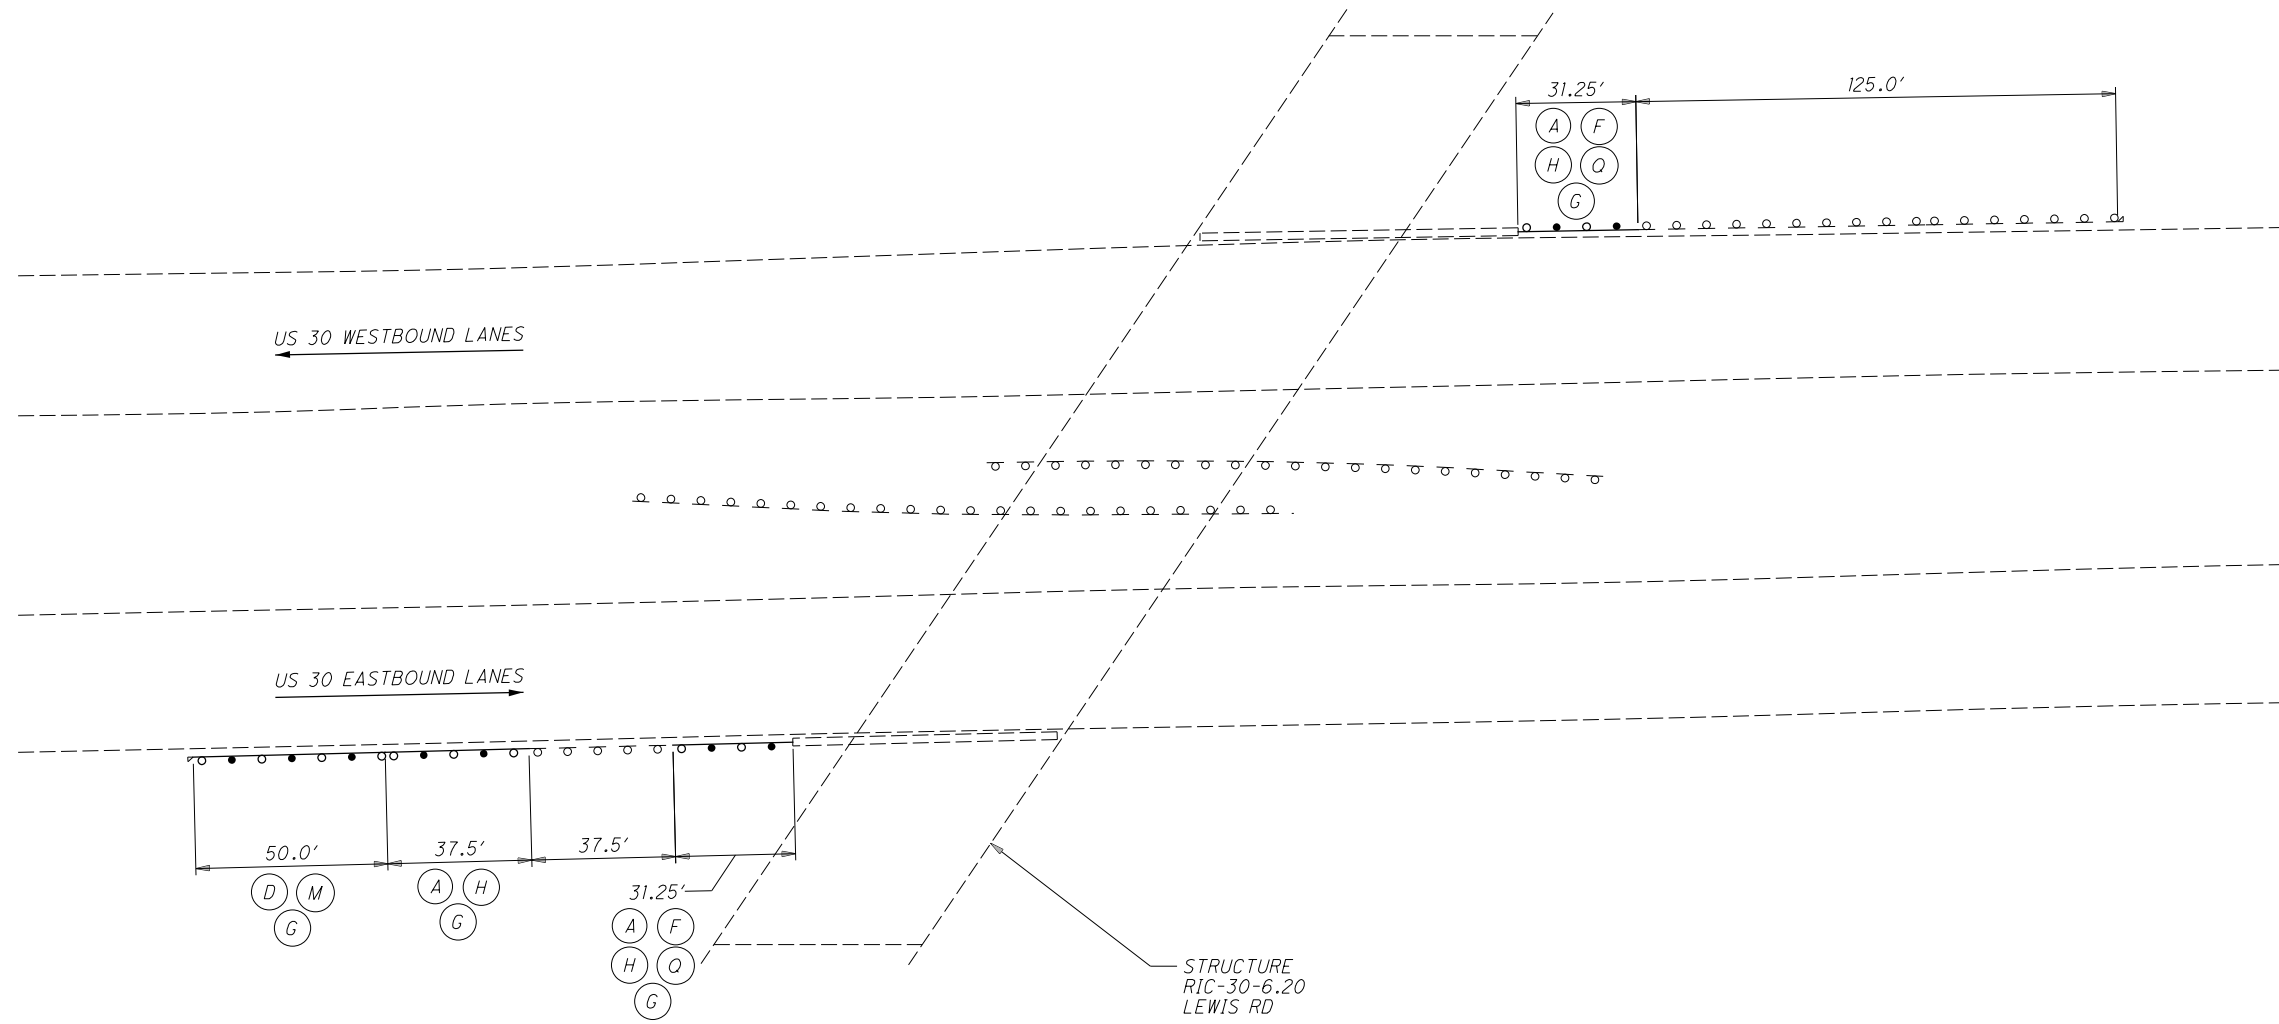 31.25'
125.0'
A F
H Q
G
US 30 WESTBOUND LANES
US 30 EASTBOUND LANES
50.0'
37.5'
37.5'
31.25'
D M
G
A H
G
A F
H Q
G
STRUCTURE
RIC-30-6.20
LEWIS RD